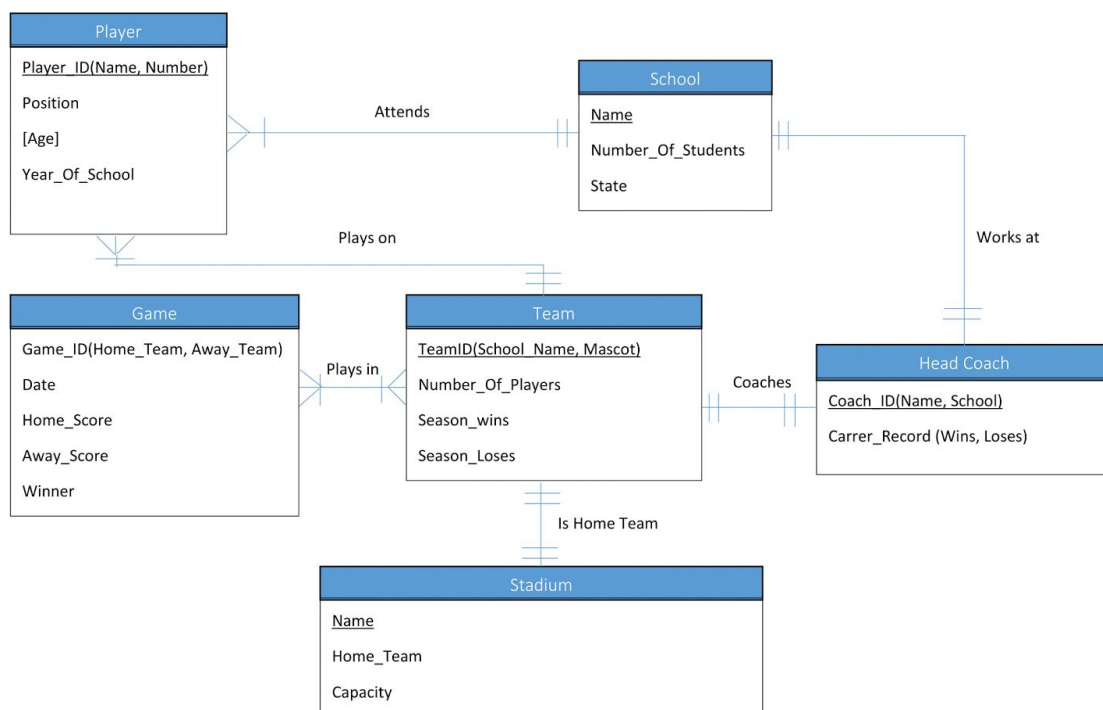 Player
Player_ID(Name, Number)
Position
[Age]
Year_Of_School
Attends
School
Name
Number_Of_Students
State
Plays on
Works at
Game
Game_ID(Home_Team, Away_Team)
Date
Home_Score
Away_Score
Winner
Plays in
Team
TeamID(School_Name, Mascot)
Number_Of_Players
Season_wins
Season_Loses
Coaches
Head Coach
Coach_ID(Name, School)
Carrer_Record (Wins, Loses)
Is Home Team
Stadium
Name
Home_Team
Capacity